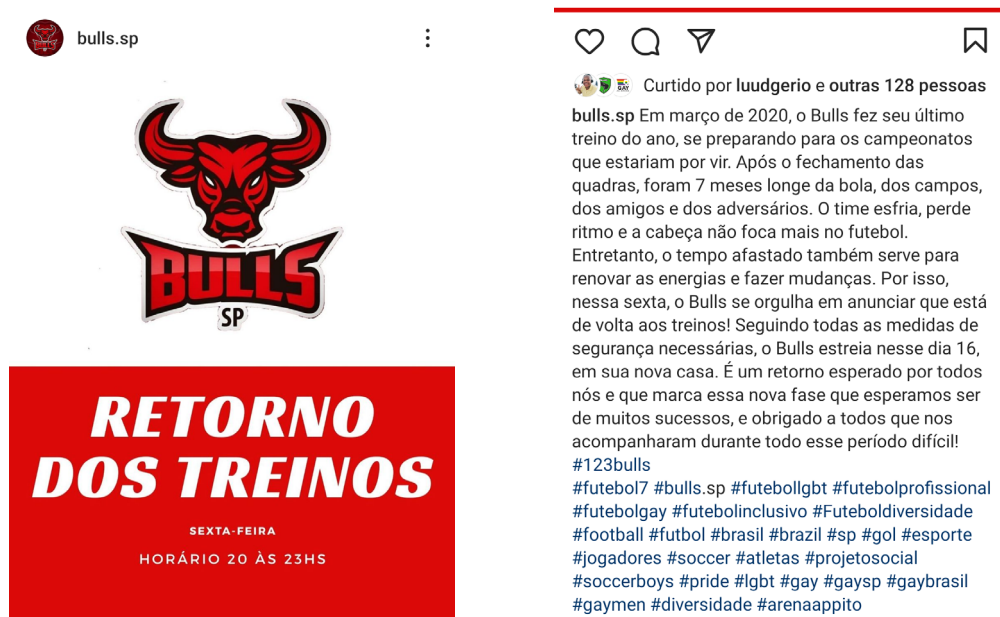 bulls.sp
BULLS
SP
RETORNO
DOS TREINOS
SEXTA-FEIRA
HORÁRIO 20 ÀS 23HS
GAY
Curtido por luudgerio e outras 128 pessoas
bulls.sp Em março de 2020, o Bulls fez seu último
treino do ano, se preparando para os campeonatos
que estariam por vir. Após o fechamento das
quadras, foram 7 meses longe da bola, dos campos,
dos amigos e dos adversários. O time esfria, perde
ritmo e a cabeça não foca mais no futebol.
Entretanto, o tempo afastado também serve para
renovar as energias e fazer mudanças. Por isso,
nessa sexta, o Bulls se orgulha em anunciar que está
de volta aos treinos! Seguindo todas as medidas de
segurança necessárias, o Bulls estreia nesse dia 16,
em sua nova casa. É um retorno esperado por todos
nós e que marca essa nova fase que esperamos ser
de muitos sucessos, e obrigado a todos que nos
acompanharam durante todo esse período difícil!
#123bulls
#futebol7 #bulls.sp #futebollgbt #futebolprofissional
#futebolgay #futebolinclusivo #Futeboldiversidade
#football #futbol #brasil #brazil #sp #gol #esporte
#jogadores #soccer #atletas #projetosocial
#soccerboys #pride #lgbt #gay #gaysp #gaybrasil
#gaymen #diversidade #arenaappito